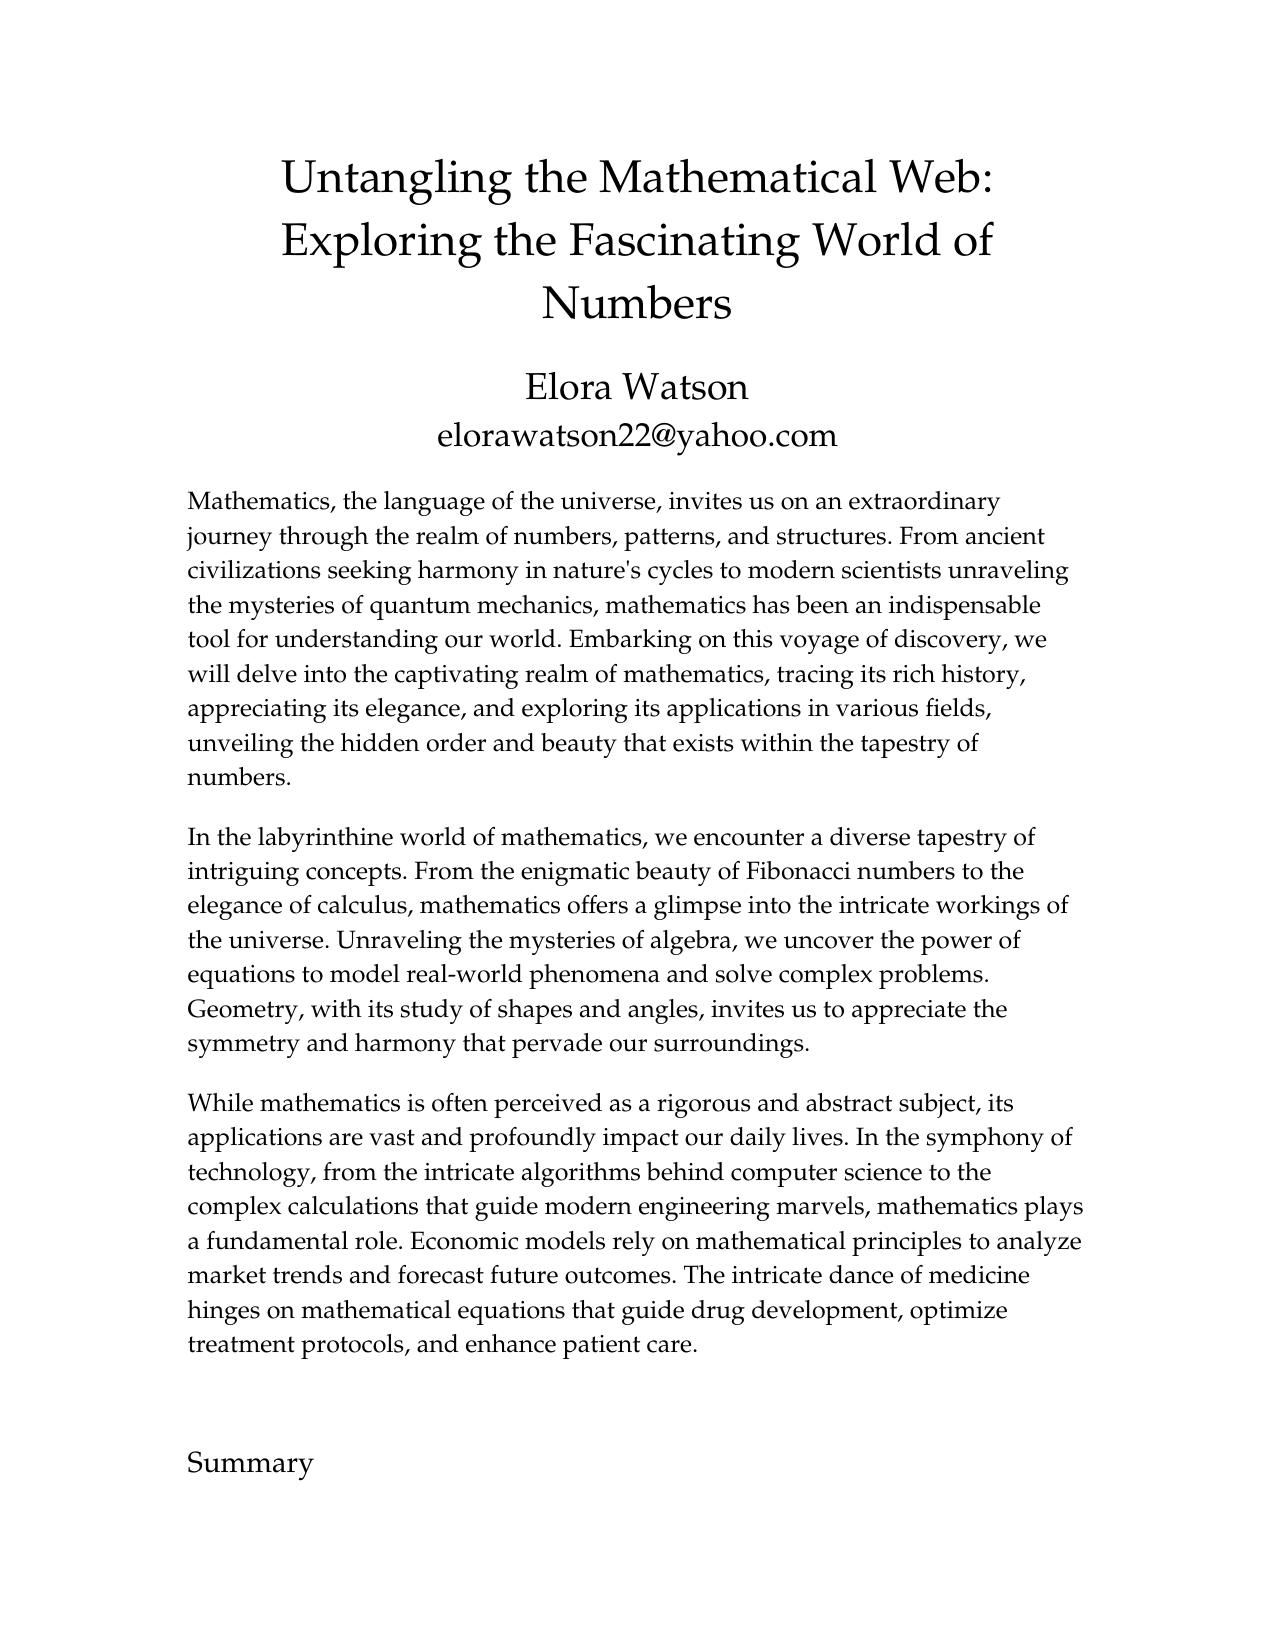 Untangling the Mathematical Web:
Exploring the Fascinating World of
Numbers
Elora Watson
elorawatson22@yahoo.com
Mathematics, the language of the universe, invites us on an extraordinary
journey through the realm of numbers, patterns, and structures. From ancient
civilizations seeking harmony in nature's cycles to modern scientists unraveling
the mysteries of quantum mechanics, mathematics has been an indispensable
tool for understanding our world. Embarking on this voyage of discovery, we
will delve into the captivating realm of mathematics, tracing its rich history,
appreciating its elegance, and exploring its applications in various fields,
unveiling the hidden order and beauty that exists within the tapestry of
numbers.
In the labyrinthine world of mathematics, we encounter a diverse tapestry of
intriguing concepts. From the enigmatic beauty of Fibonacci numbers to the
elegance of calculus, mathematics offers a glimpse into the intricate workings of
the universe. Unraveling the mysteries of algebra, we uncover the power of
equations to model real-world phenomena and solve complex problems.
Geometry, with its study of shapes and angles, invites us to appreciate the
symmetry and harmony that pervade our surroundings.
While mathematics is often perceived as a rigorous and abstract subject, its
applications are vast and profoundly impact our daily lives. In the symphony of
technology, from the intricate algorithms behind computer science to the
complex calculations that guide modern engineering marvels, mathematics plays
a fundamental role. Economic models rely on mathematical principles to analyze
market trends and forecast future outcomes. The intricate dance of medicine
hinges on mathematical equations that guide drug development, optimize
treatment protocols, and enhance patient care.
Summary